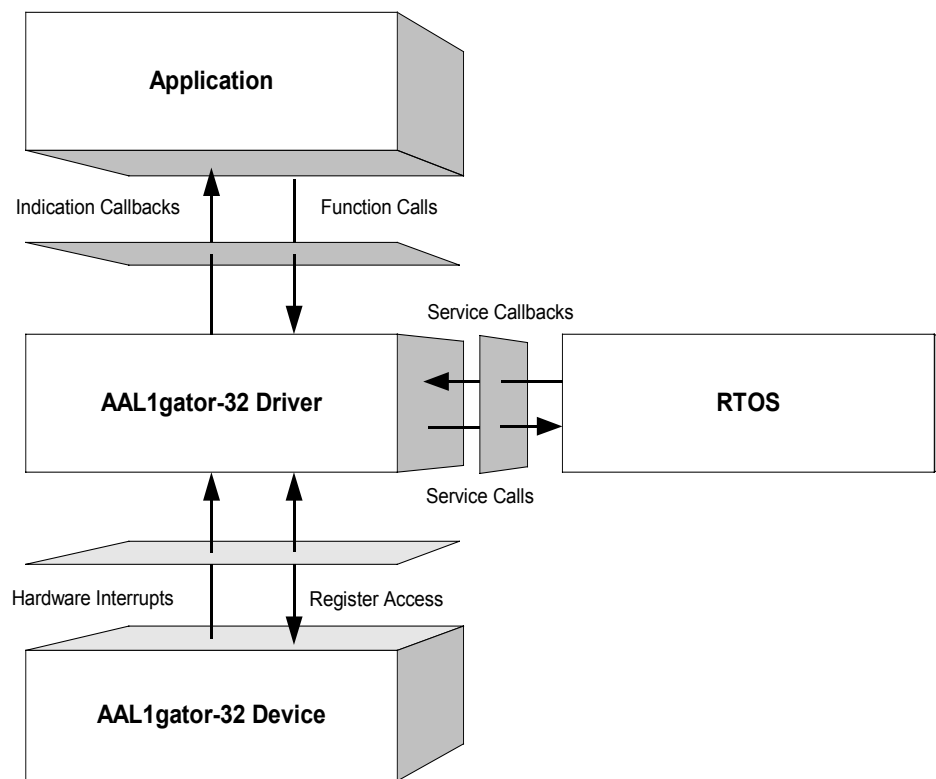 Application
Indication Callbacks
Function Calls
Service Callbacks
AAL1gator-32 Driver
RTOS
Service Calls
Hardware Interrupts
Register Access
AAL1gator-32 Device